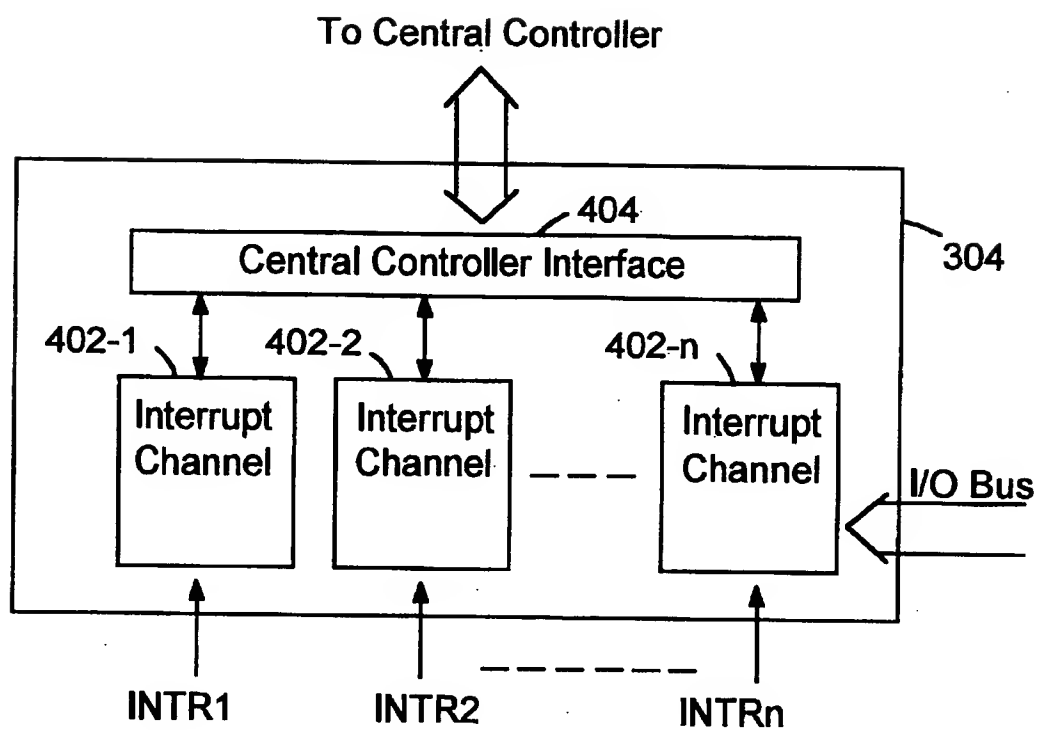 To Central Controller
404
Central Controller Interface
304
402-1
402-2
402-n
Interrupt
Channel
Interrupt
Channel
Interrupt
Channel
I/O Bus
INTR1
INTR2
INTRn